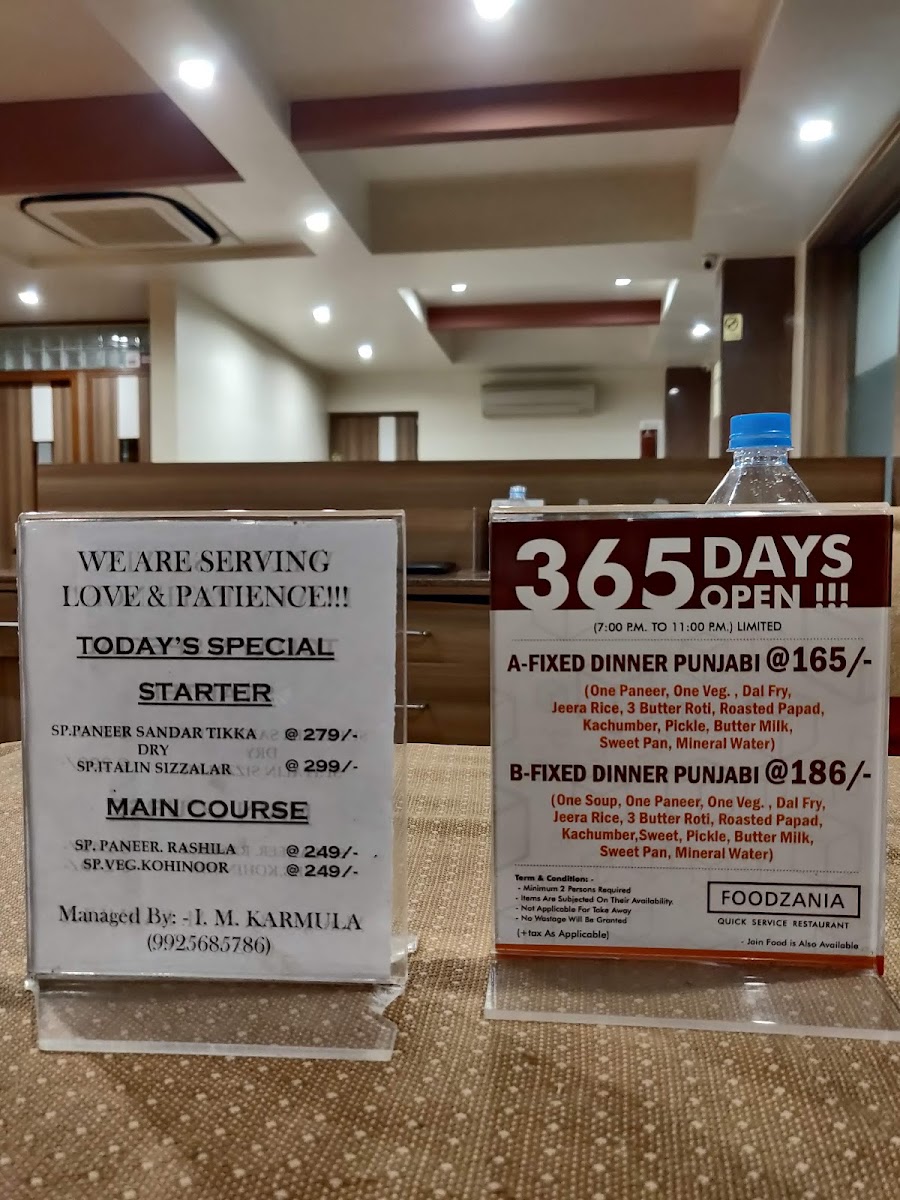 WE ARE SERVING
LOVE & PATIENCE!!!
TODAY'S SPECIAL
STARTER
SP.PANEER SANDAR TIKKA @ 279/-
DRY
SP.ITALIN SIZZALAR @ 299/-
MAIN COURSE
SP. PANEER. RASHILA @ 249/-
SP.VEG.KOHINOOR @ 249/-
Managed By: - I. M. KARMULA
(9925685786)
365 DAYS
OPEN !!!
(7:00 P.M. TO 11:00 P.M.) LIMITED
A-FIXED DINNER PUNJABI @165/-
(One Paneer, One Veg. , Dal Fry,
Jeera Rice, 3 Butter Roti, Roasted Papad,
Kachumber, Pickle, Butter Milk,
Sweet Pan, Mineral Water)
B-FIXED DINNER PUNJABI @186/-
(One Soup, One Paneer, One Veg. , Dal Fry,
Jeera Rice, 3 Butter Roti, Roasted Papad,
Kachumber,Sweet, Pickle, Butter Milk,
Sweet Pan, Mineral Water)
Term & Condition: -
- Minimum 2 Persons Required
- Items Are Subjected On Their Availability.
- Not Applicable For Take Away
- No Wastage Will Be Granted
(+tax As Applicable)
FOODZANIA
QUICK SERVICE RESTAURANT
- Jain Food is Also Available